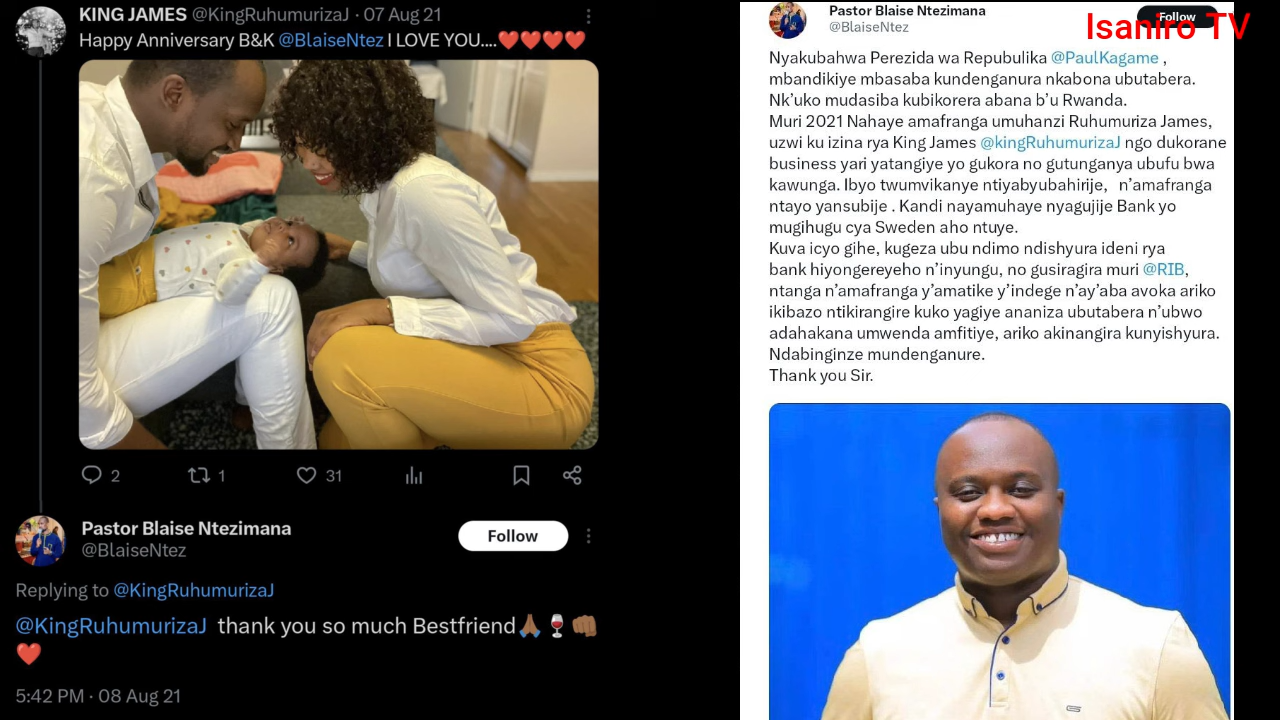 KING JAMES @KingRuhumurizaJ · 07 Aug 21
Happy Anniversary B&K @BlaiseNtez I LOVE YOU....❤️❤️❤️❤️
2 1 31
Pastor Blaise Ntezimana
@BlaiseNtez
Follow
Replying to @KingRuhumurizaJ
@KingRuhumurizaJ thank you so much Bestfriend🙏🏾🍷👊🏾
❤️
5:42 PM · 08 Aug 21
Pastor Blaise Ntezimana
@BlaiseNtez
Follow
Isaniro TV
Nyakubahwa Perezida wa Repubulika @PaulKagame ,
mbandikiye mbasaba kundenganura nkabona ubutabera.
Nk'uko mudasiba kubikorera abana b'u Rwanda.
Muri 2021 Nahaye amafranga umuhanzi Ruhumuriza James,
uzwi ku izina rya King James @kingRuhumurizaJ ngo dukorane
business yari yatangiye yo gukora no gutunganya ubufu bwa
kawunga. Ibyo twumvikanye ntiyabyubahirije, n'amafranga
ntayo yansubije . Kandi nayamuhaye nyagujije Bank yo
mugihugu cya Sweden aho ntuye.
Kuva icyo gihe, kugeza ubu ndimo ndishyura ideni rya
bank hiyongereyeho n'inyungu, no gusiragira muri @RIB,
ntanga n'amafranga y'amatike y'indege n'ay'aba avoka ariko
ikibazo ntikirangire kuko yagiye ananiza ubutabera n'ubwo
adahakana umwenda amfitiye, ariko akinangira kunyishyura.
Ndabinginze mundenganure.
Thank you Sir.